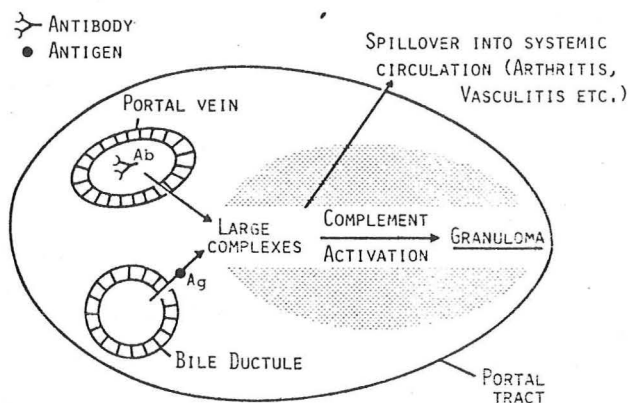 ANTIBODY
ANTIGEN
SPILLOVER INTO SYSTEMIC
CIRCULATION (ARTHRITIS,
VASCULITIS ETC.)
PORTAL VEIN
Ab
LARGE
COMPLEXES
COMPLEMENT
ACTIVATION
GRANULOMA
Ag
BILE DUCTULE
PORTAL
TRACT